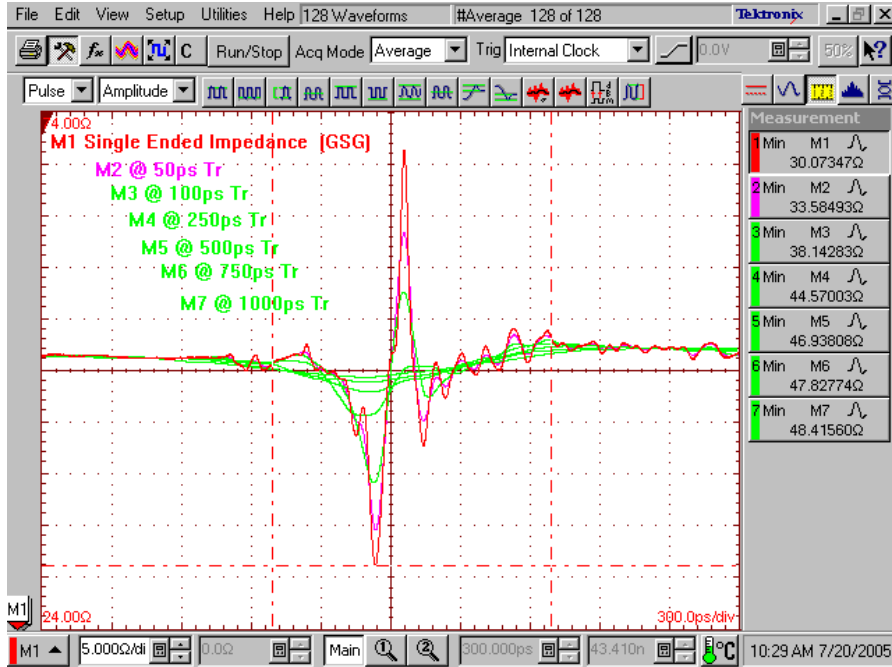 File Edit View Setup Utilities Help 128 Waveforms #Average 128 of 128 Tektronix
C Run/Stop Acq Mode Average Trig Internal Clock 0.0V 50%
Pulse Amplitude
4.00Ω
M1 Single Ended Impedance (GSG)
M2 @ 50ps Tr
M3 @ 100ps Tr
M4 @ 250ps Tr
M5 @ 500ps Tr
M6 @ 750ps Tr
M7 @ 1000ps Tr
24.00Ω
300.0ps/div
Measurement
1 Min M1
30.07347Ω
2 Min M2
33.58493Ω
3 Min M3
38.14283Ω
4 Min M4
44.57003Ω
5 Min M5
46.93808Ω
6 Min M6
47.82774Ω
7 Min M7
48.41560Ω
M1
M1 5.000Ω/di 0.0Ω Main 1 2 300.000ps 43.410n °C 10:29 AM 7/20/2005